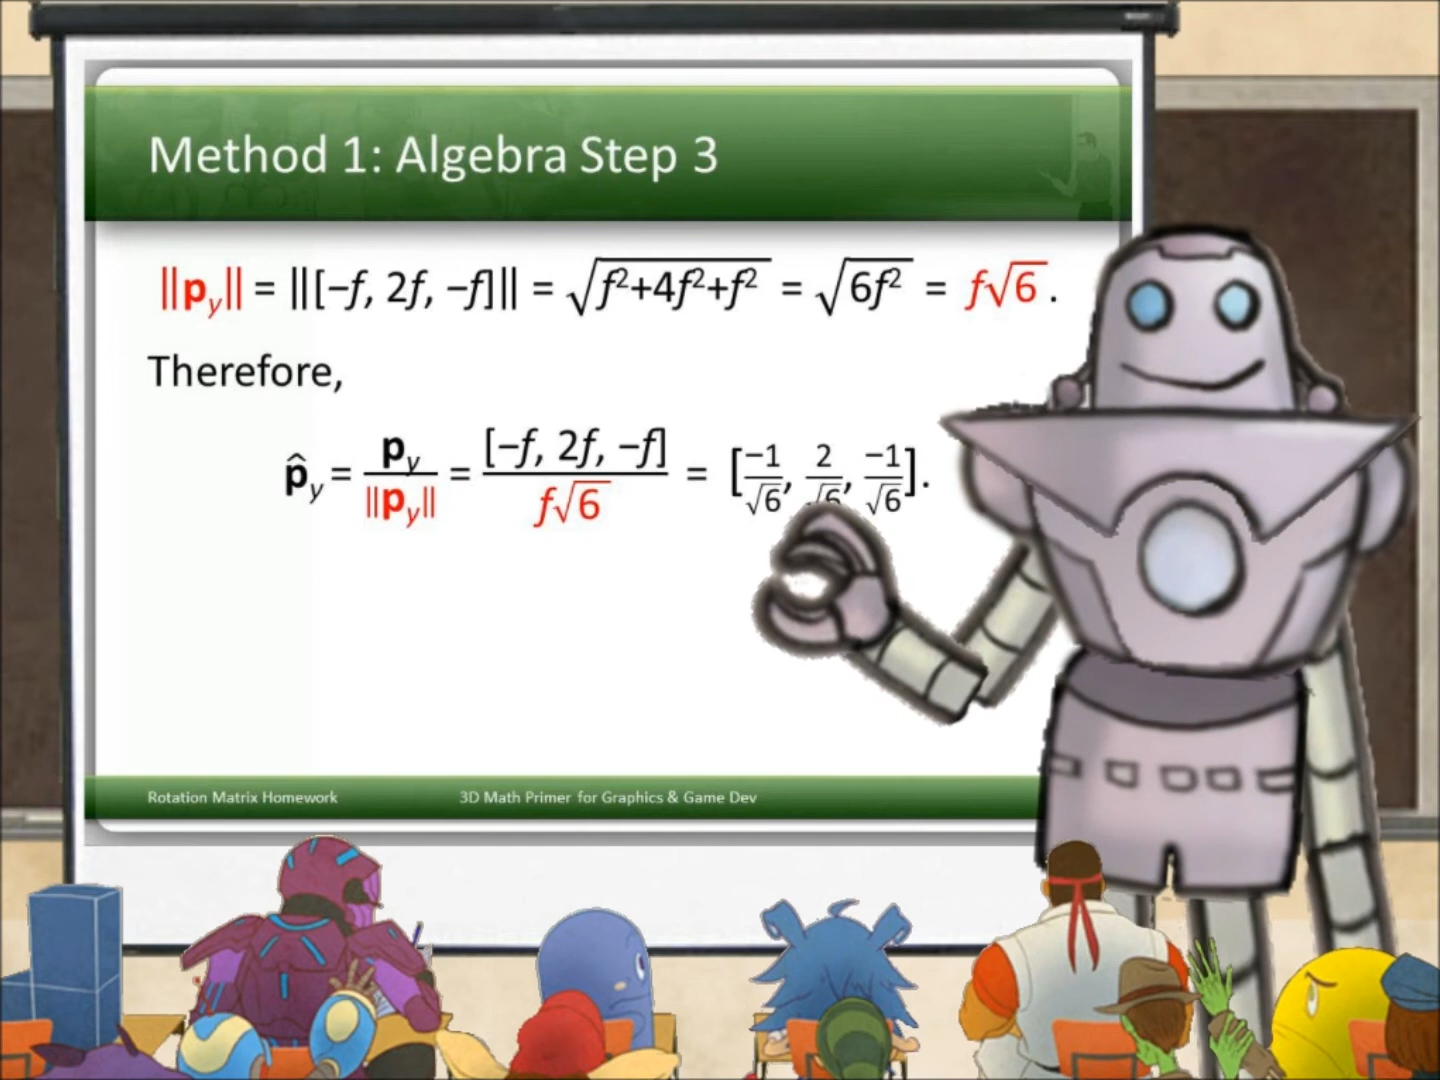 Method 1: Algebra Step 3
||p_y|| = ||[−f, 2f, −f]|| = √(f²+4f²+f²) = √(6f²) = f√6.
Therefore,
p̂_y = p_y/||p_y|| = [−f, 2f, −f]/(f√6) = [−1/√6, 2/√6, −1/√6].
Rotation Matrix Homework 3D Math Primer for Graphics & Game Dev